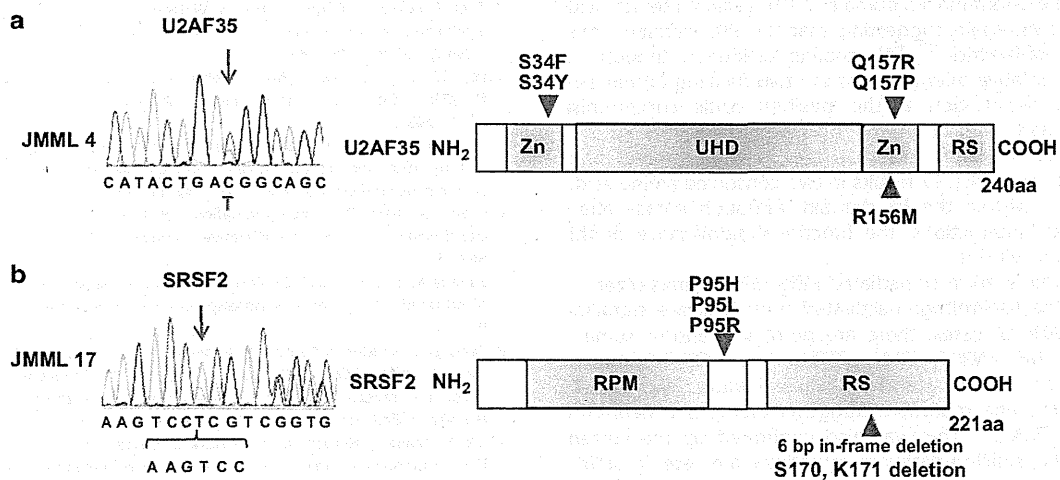 a
U2AF35
JMML 4
CATACTGACGGCAGC
T
S34F
S34Y
Q157R
Q157P
U2AF35 NH2 Zn UHD Zn RS COOH
240aa
R156M
b
SRSF2
JMML 17
AAGTCCTCGTCGGTG
AAGTCC
P95H
P95L
P95R
SRSF2 NH2 RPM RS COOH
221aa
6 bp in-frame deletion
S170, K171 deletion